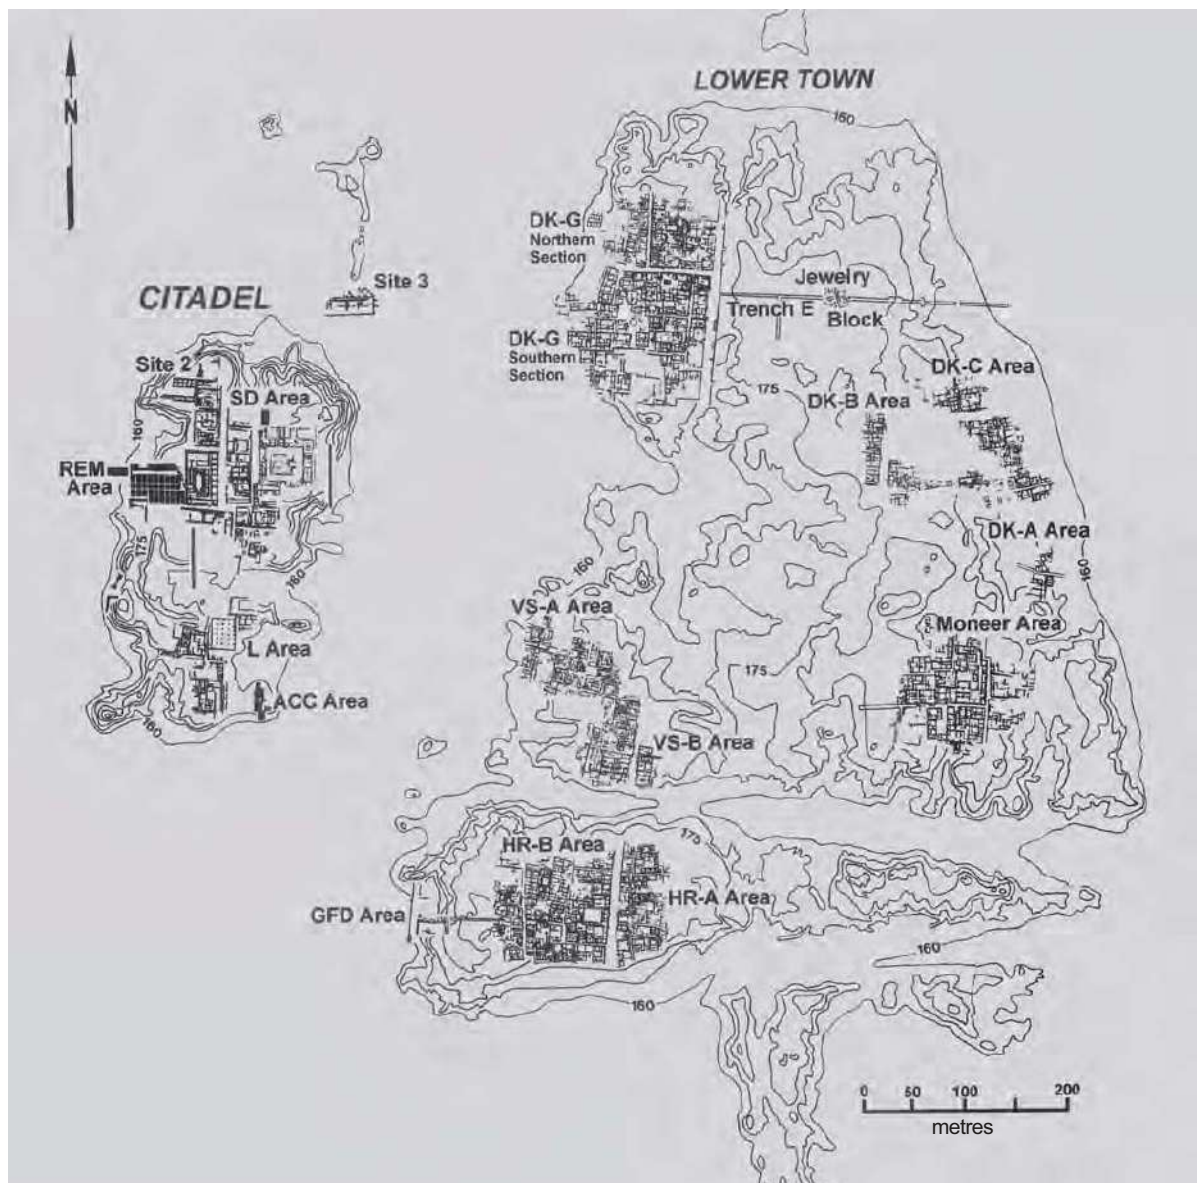 LOWER TOWN
160
N
DK-G
Northern
Section
Site 3
Jewelry
CITADEL
Trench E
Block
DK-G
Southern
Section
Site 2
DK-C Area
175
SD Area
DK-B Area
160
REM
Area
DK-A Area
175
160
160
160
VS-A Area
Moneer Area
L Area
175
ACC Area
160
VS-B Area
175
HR-B Area
HR-A Area
GFD Area
160
160
0 50 100 200
metres